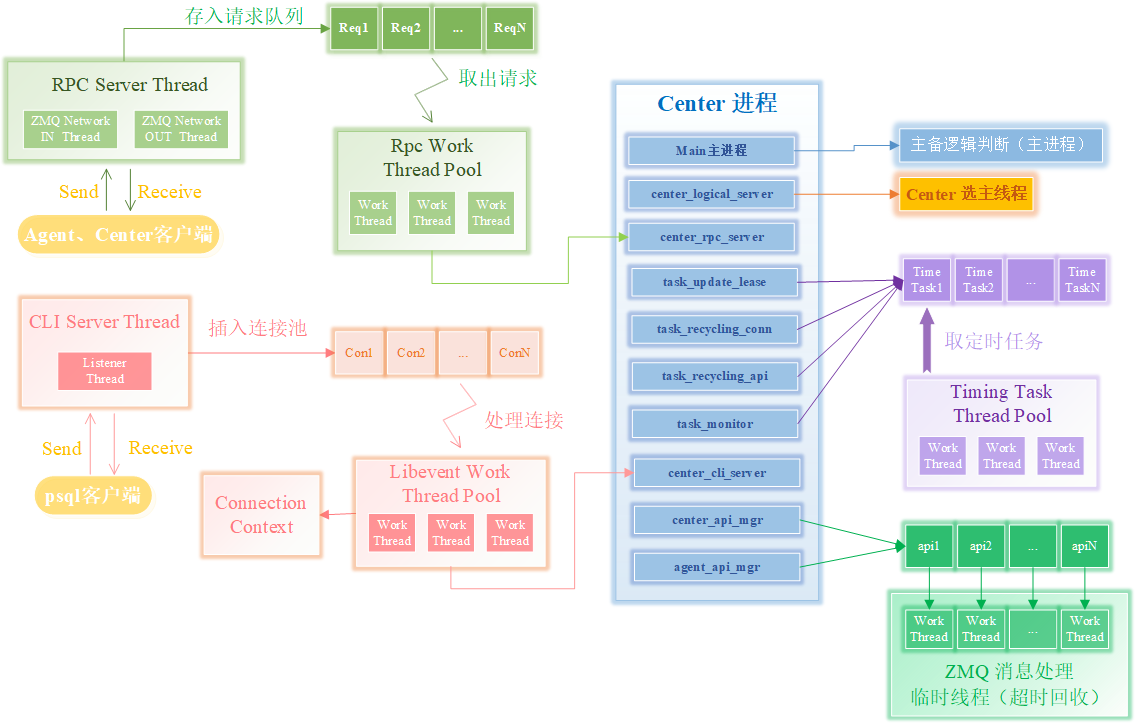 存入请求队列
Req1
Req2
...
ReqN
RPC Server Thread
ZMQ Network
IN Thread
ZMQ Network
OUT Thread
取出请求
Send
Receive
Agent、Center客户端
Rpc Work
Thread Pool
Work
Thread
Work
Thread
Work
Thread
CLI Server Thread
Listener
Thread
插入连接池
Con1
Con2
...
ConN
Send
Receive
psql客户端
处理连接
Connection
Context
Libevent Work
Thread Pool
Work
Thread
Work
Thread
Work
Thread
Center 进程
Main主进程
center_logical_server
center_rpc_server
task_update_lease
task_recycling_conn
task_recycling_api
task_monitor
center_cli_server
center_api_mgr
agent_api_mgr
主备逻辑判断（主进程）
Center 选主线程
Time
Task1
Time
Task2
...
Time
TaskN
取定时任务
Timing Task
Thread Pool
Work
Thread
Work
Thread
Work
Thread
api1
api2
...
apiN
Work
Thread
Work
Thread
...
Work
Thread
ZMQ 消息处理
临时线程（超时回收）